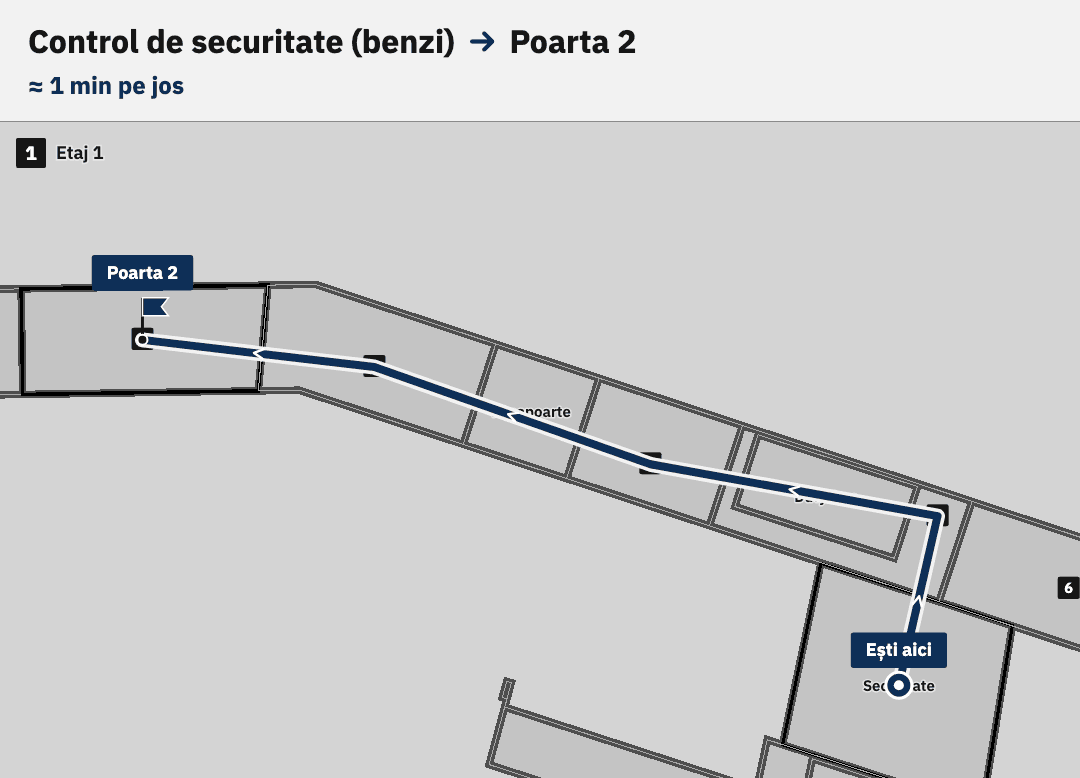 Control de securitate (benzi) → Poarta 2
≈ 1 min pe jos
1 Etaj 1
Poarta 2
6
Ești aici